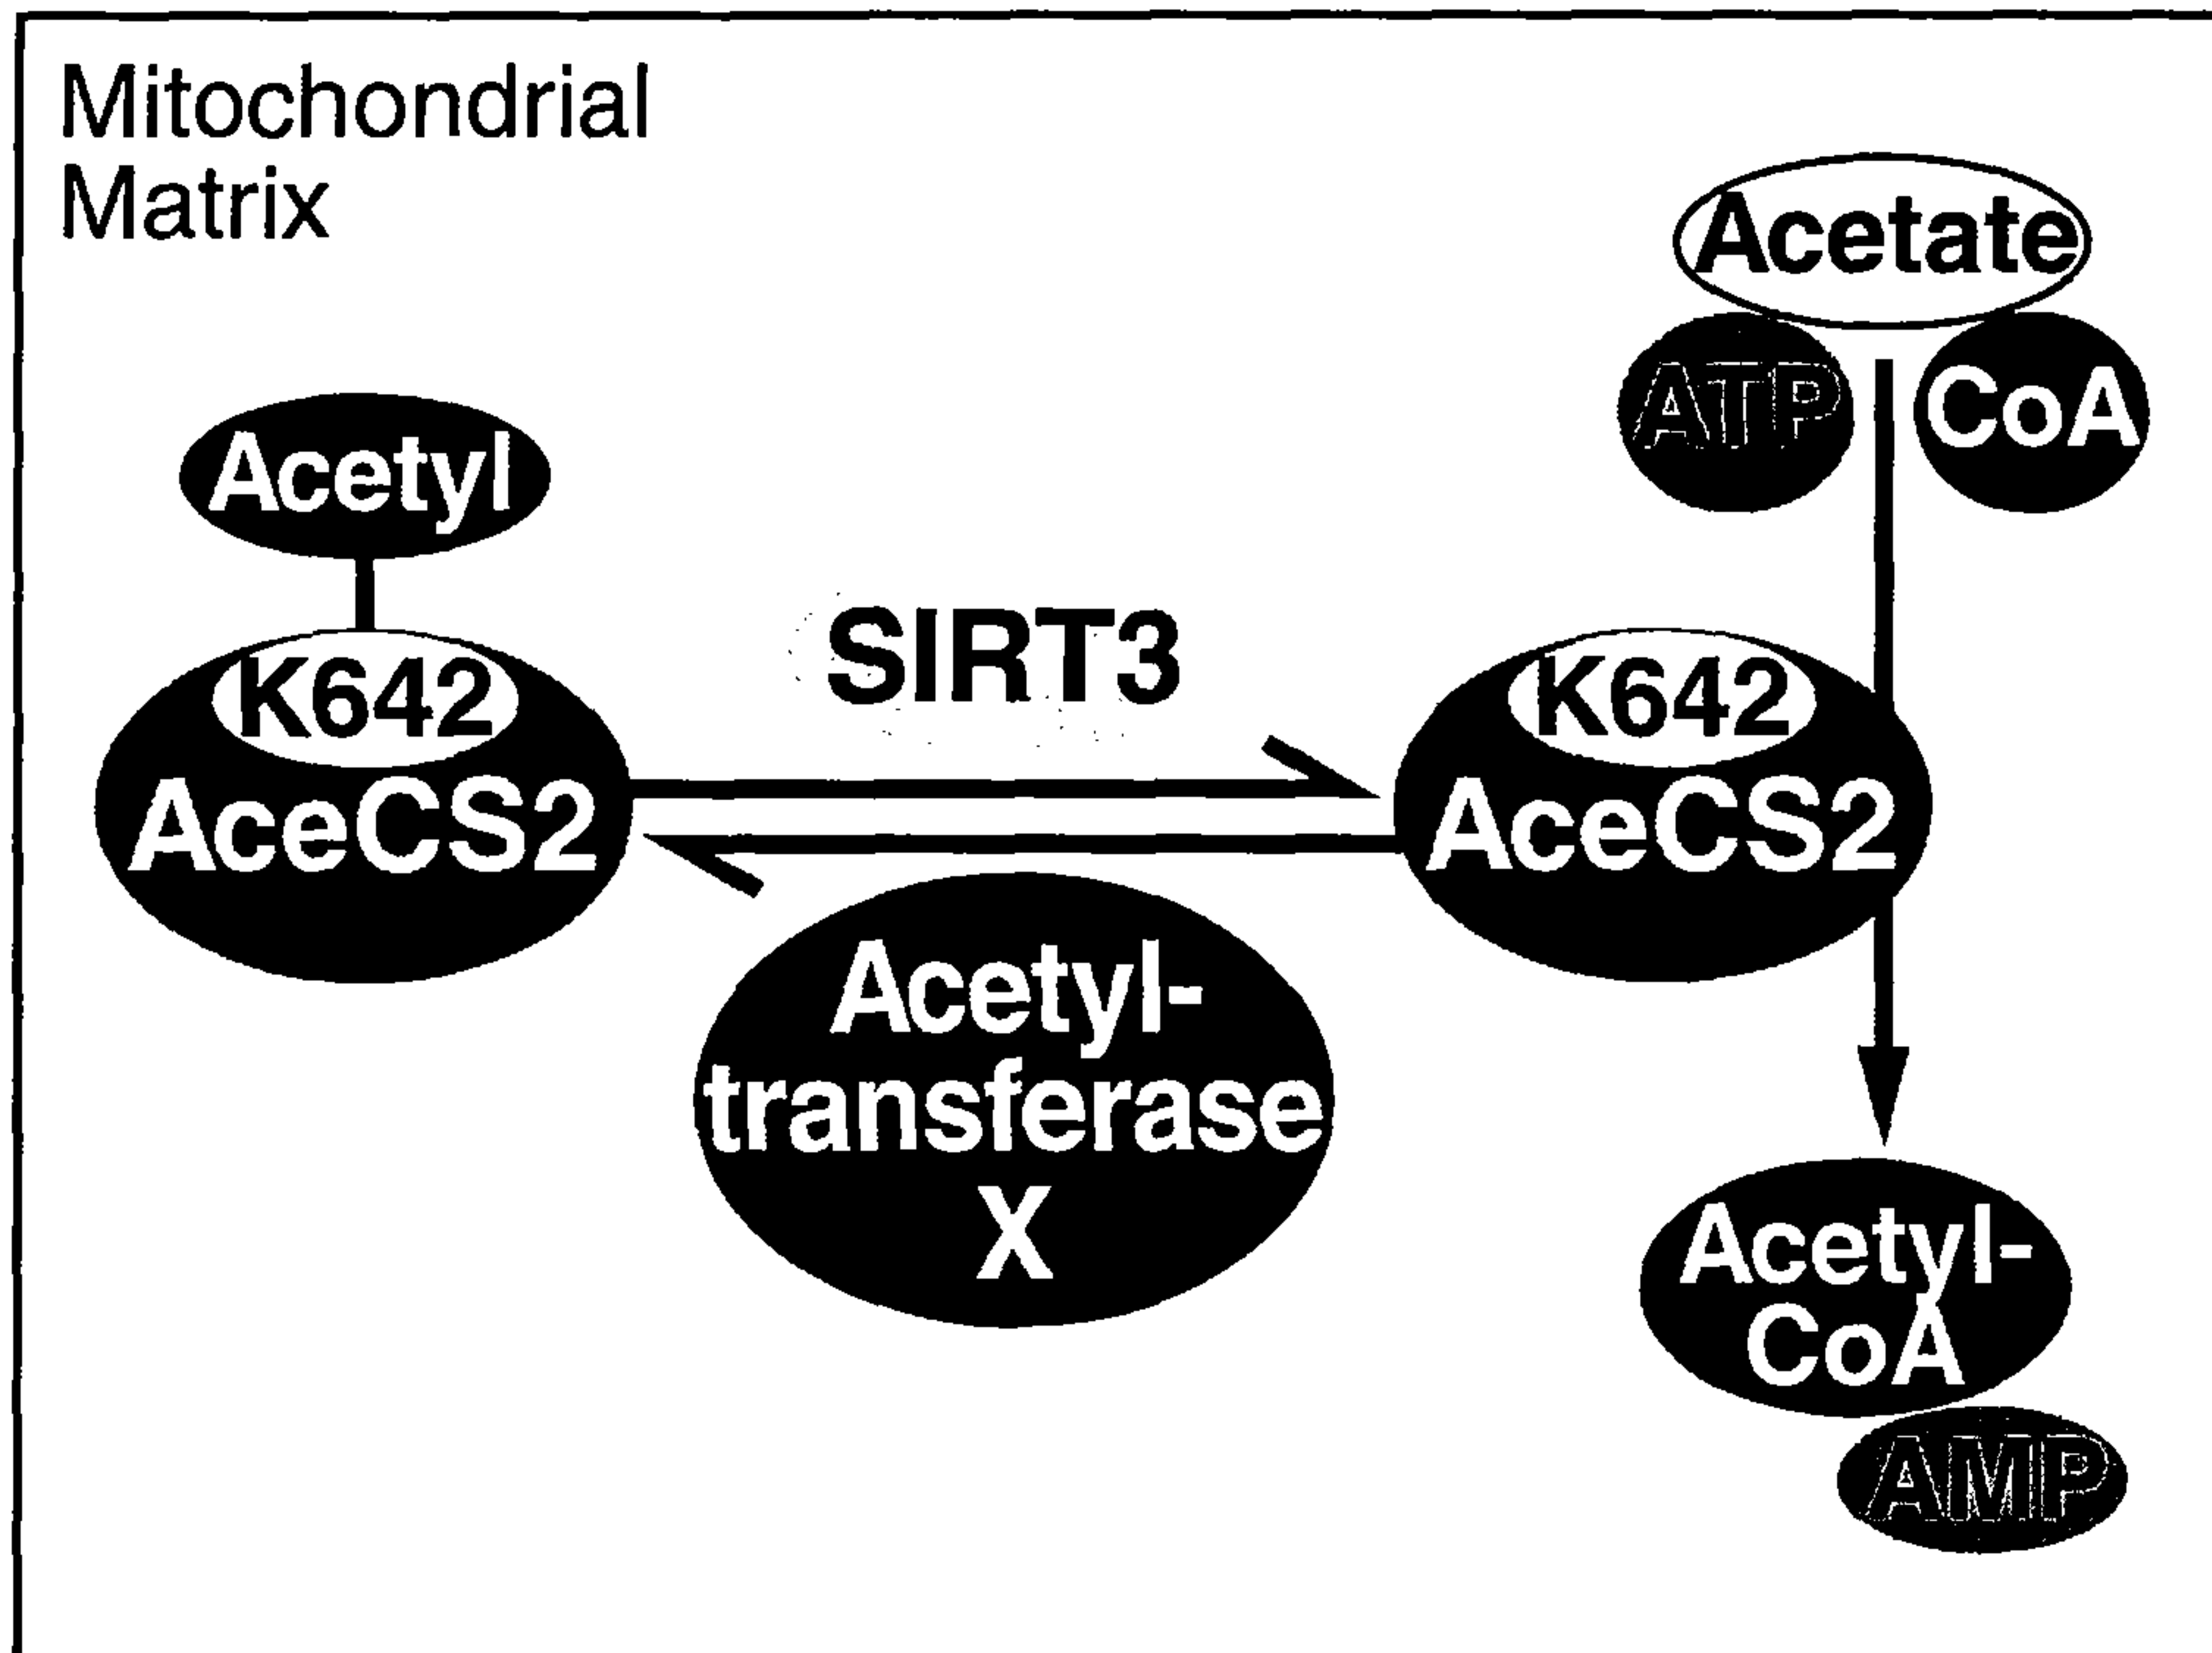 Mitochondrial
Matrix
Acetate
ATP
CoA
Acetyl
K642
AceCS2
SIRT3
K642
AceCS2
Acetyl-
transferase
X
Acetyl-
CoA
AMP